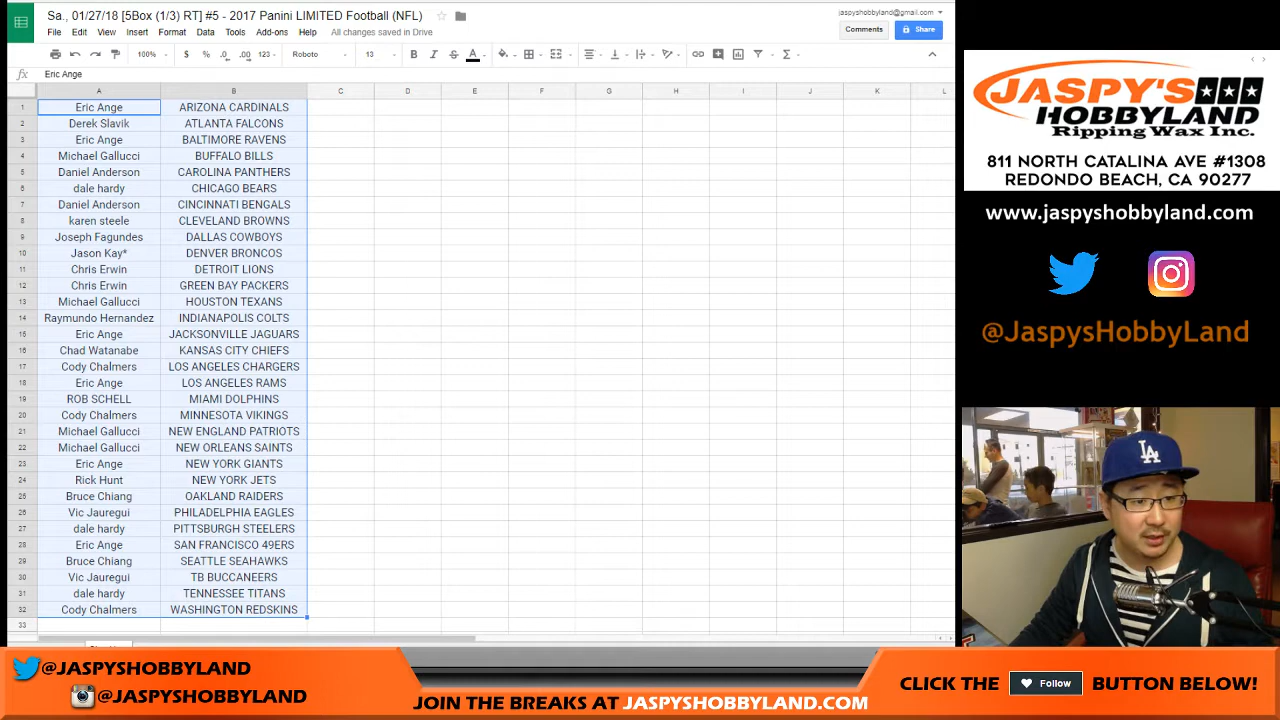 Sa., 01/27/18 [5Box (1/3) RT] #5 - 2017 Panini LIMITED Football (NFL)
jaspyshobbyland@gmail.com
File Edit View Insert Format Data Tools Add-ons Help All changes saved in Drive
Comments
Share
100% $ % .0 .00 123 Roboto 13 B I S A
fx Eric Ange
A B C D E F G H I J K L
1 Eric Ange ARIZONA CARDINALS
2 Derek Slavik ATLANTA FALCONS
3 Eric Ange BALTIMORE RAVENS
4 Michael Gallucci BUFFALO BILLS
5 Daniel Anderson CAROLINA PANTHERS
6 dale hardy CHICAGO BEARS
7 Daniel Anderson CINCINNATI BENGALS
8 karen steele CLEVELAND BROWNS
9 Joseph Fagundes DALLAS COWBOYS
10 Jason Kay* DENVER BRONCOS
11 Chris Erwin DETROIT LIONS
12 Chris Erwin GREEN BAY PACKERS
13 Michael Gallucci HOUSTON TEXANS
14 Raymundo Hernandez INDIANAPOLIS COLTS
15 Eric Ange JACKSONVILLE JAGUARS
16 Chad Watanabe KANSAS CITY CHIEFS
17 Cody Chalmers LOS ANGELES CHARGERS
18 Eric Ange LOS ANGELES RAMS
19 ROB SCHELL MIAMI DOLPHINS
20 Cody Chalmers MINNESOTA VIKINGS
21 Michael Gallucci NEW ENGLAND PATRIOTS
22 Michael Gallucci NEW ORLEANS SAINTS
23 Eric Ange NEW YORK GIANTS
24 Rick Hunt NEW YORK JETS
25 Bruce Chiang OAKLAND RAIDERS
26 Vic Jauregui PHILADELPHIA EAGLES
27 dale hardy PITTSBURGH STEELERS
28 Eric Ange SAN FRANCISCO 49ERS
29 Bruce Chiang SEATTLE SEAHAWKS
30 Vic Jauregui TB BUCCANEERS
31 dale hardy TENNESSEE TITANS
32 Cody Chalmers WASHINGTON REDSKINS
33
JASPY'S
HOBBYLAND
Ripping Wax Inc.
811 NORTH CATALINA AVE #1308
REDONDO BEACH, CA 90277
www.jaspyshobbyland.com
@JaspysHobbyLand
LA
@JASPYSHOBBYLAND
@JASPYSHOBBYLAND
JOIN THE BREAKS AT JASPYSHOBBYLAND.COM
CLICK THE Follow BUTTON BELOW!